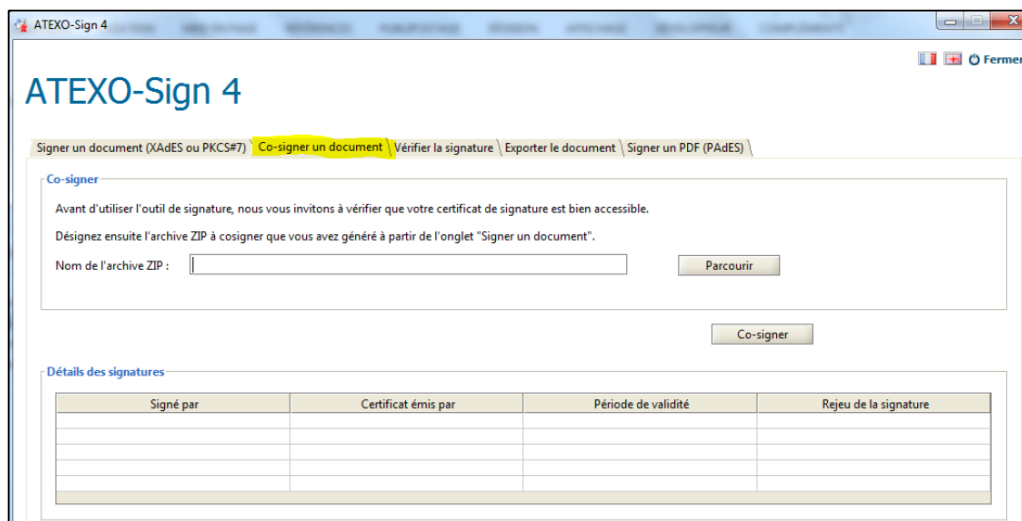 ATEXO-Sign 4
Fermer
ATEXO-Sign 4
Signer un document (XAdES ou PKCS#7) Co-signer un document Vérifier la signature Exporter le document Signer un PDF (PAdES)
Co-signer
Avant d'utiliser l'outil de signature, nous vous invitons à vérifier que votre certificat de signature est bien accessible.
Désignez ensuite l'archive ZIP à cosigner que vous avez généré à partir de l'onglet "Signer un document".
Nom de l'archive ZIP : Parcourir
Co-signer
Détails des signatures
Signé par Certificat émis par Période de validité Rejeu de la signature